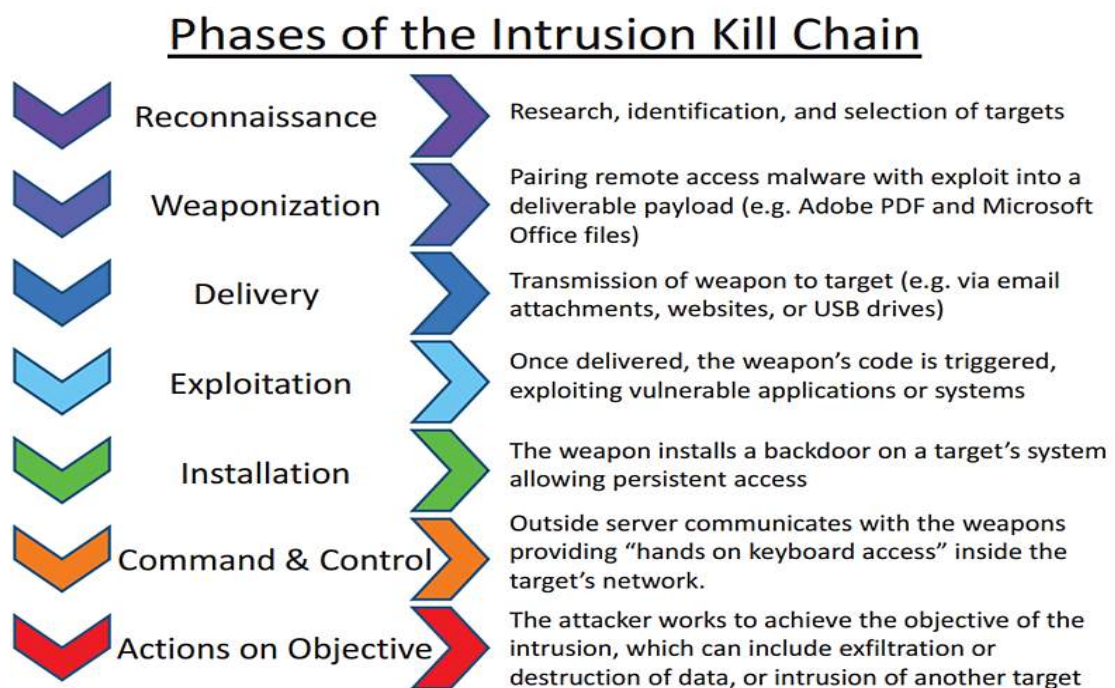 Phases of the Intrusion Kill Chain
Reconnaissance
Research, identification, and selection of targets
Weaponization
Pairing remote access malware with exploit into a
deliverable payload (e.g. Adobe PDF and Microsoft
Office files)
Delivery
Transmission of weapon to target (e.g. via email
attachments, websites, or USB drives)
Exploitation
Once delivered, the weapon’s code is triggered,
exploiting vulnerable applications or systems
Installation
The weapon installs a backdoor on a target’s system
allowing persistent access
Command & Control
Outside server communicates with the weapons
providing “hands on keyboard access” inside the
target’s network.
Actions on Objective
The attacker works to achieve the objective of the
intrusion, which can include exfiltration or
destruction of data, or intrusion of another target